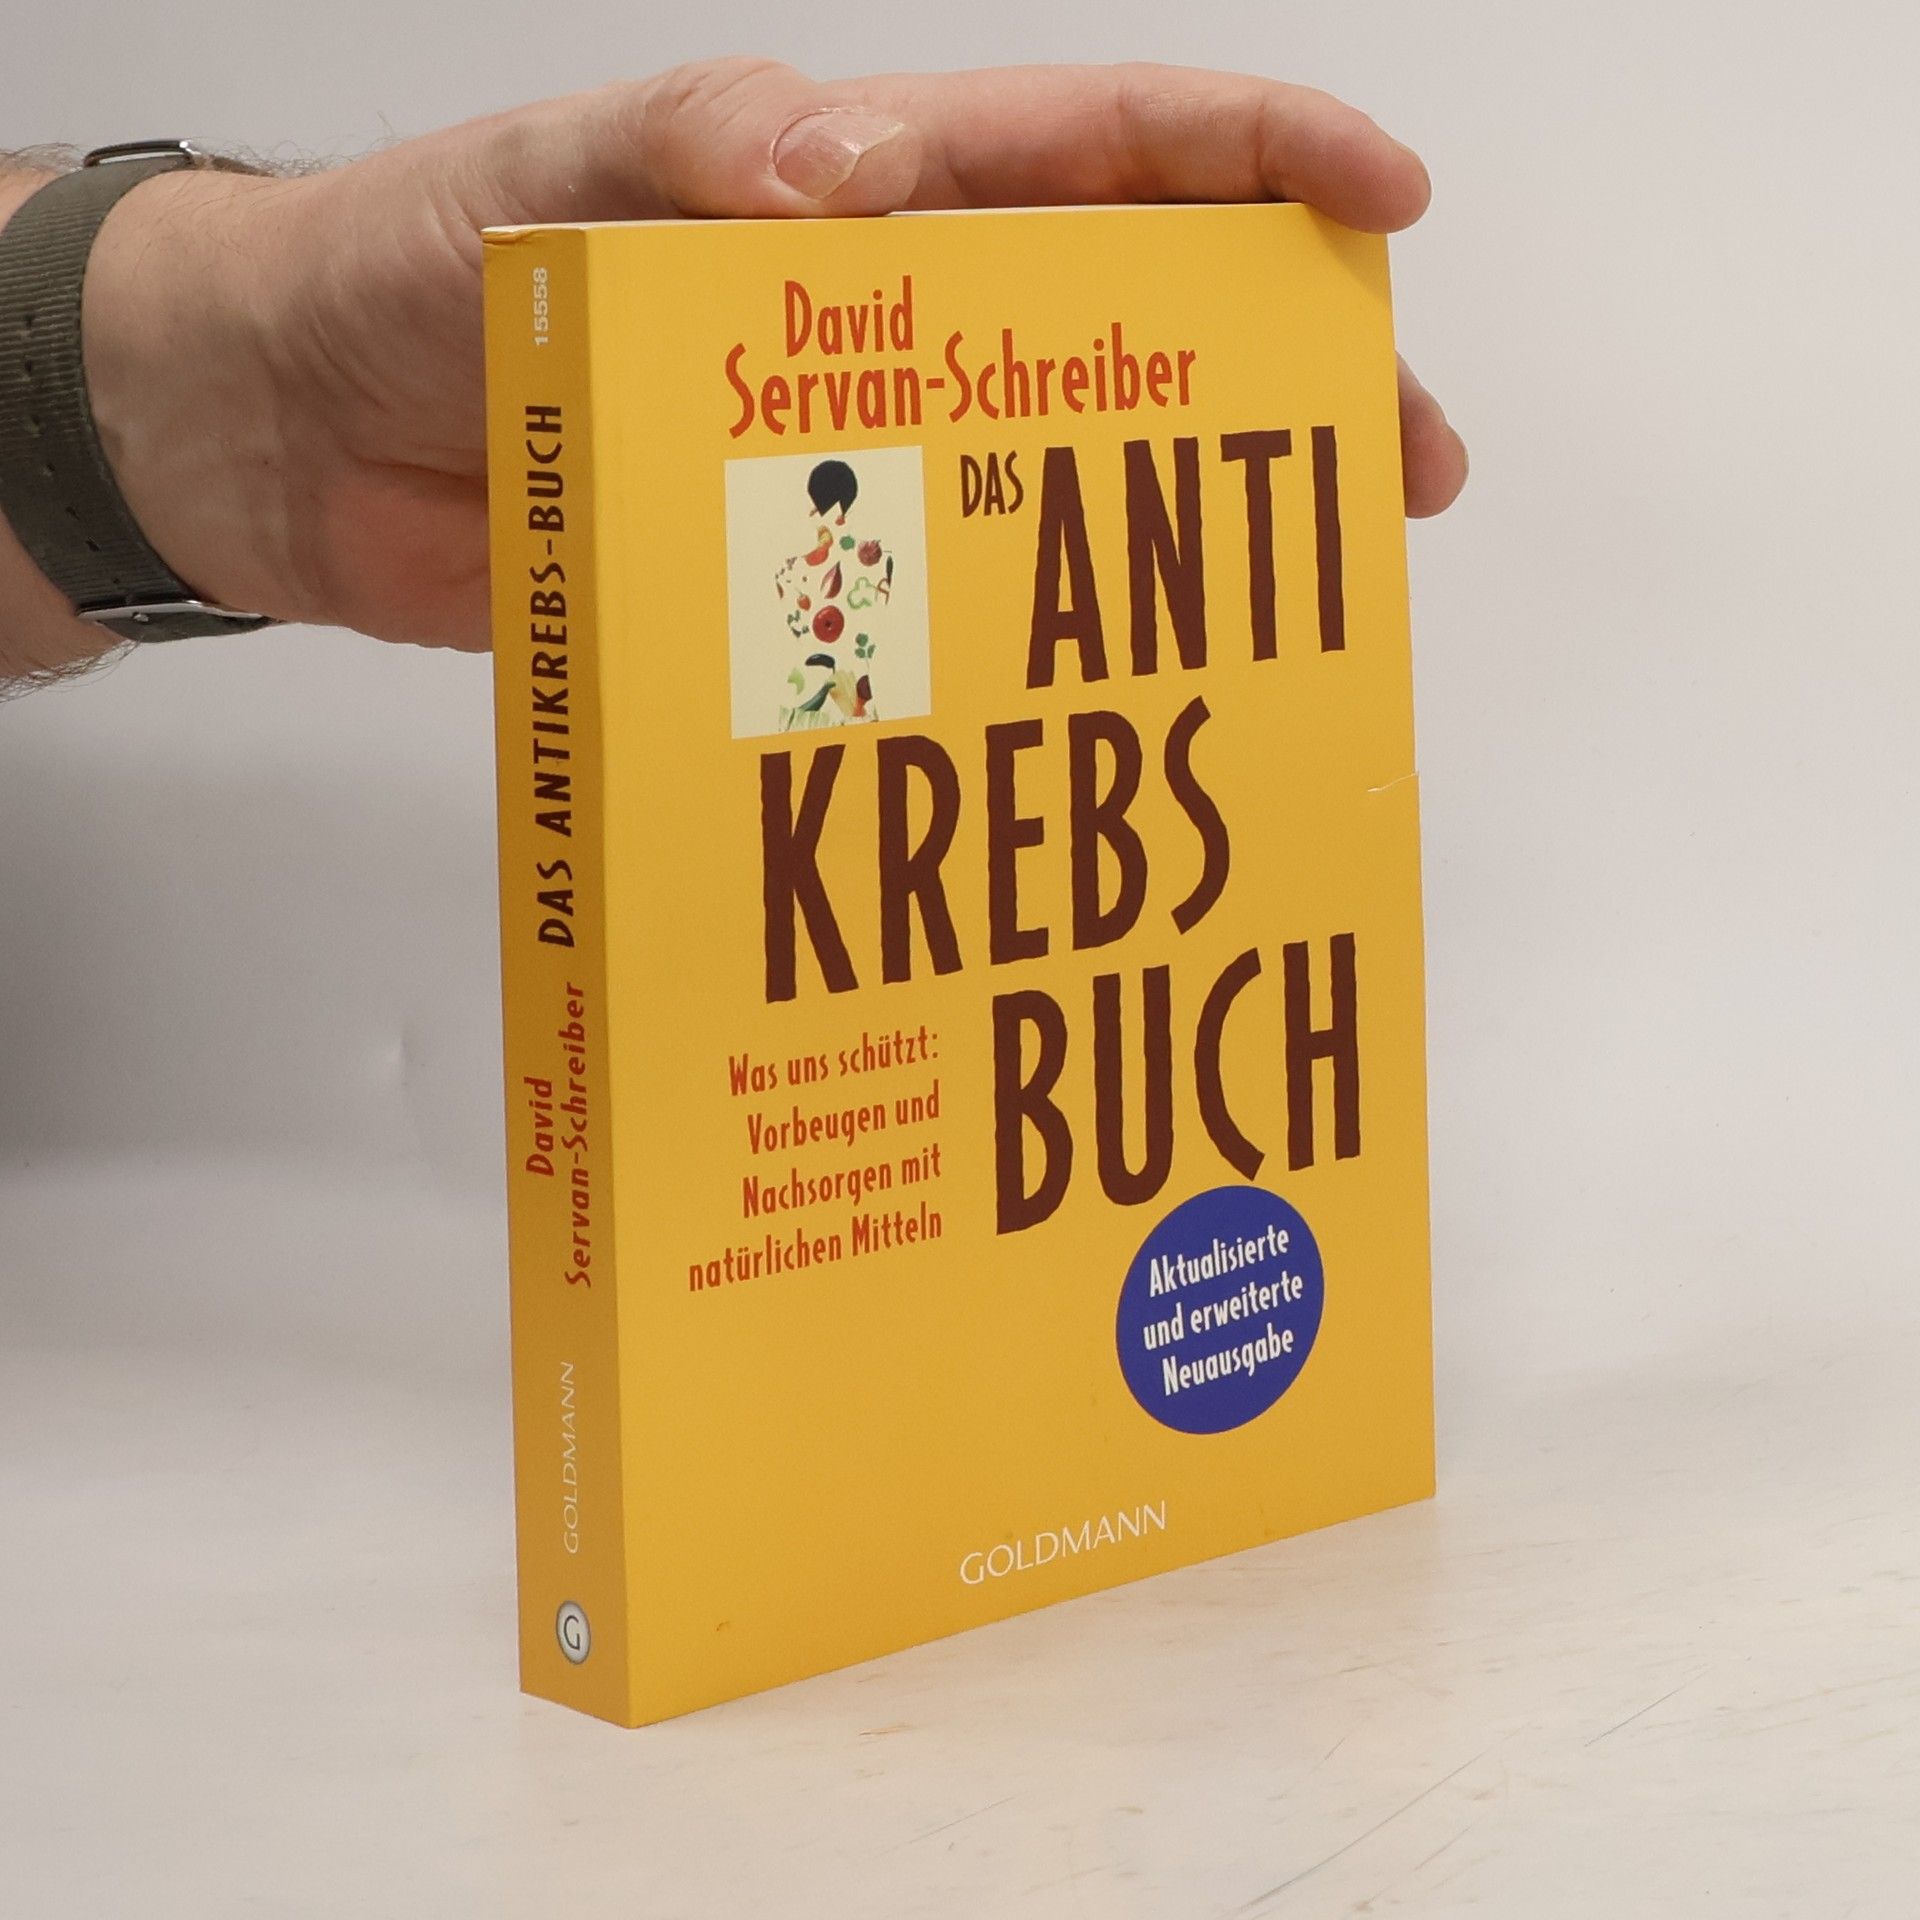 David
Servan-Schreiber
DAS ANTI
KREBS
BUCH
Was uns schützt:
Vorbeugen und
Nachsorgen mit
natürlichen Mitteln
Aktualisierte
und erweiterte
Neuausgabe
GOLDMANN
15558
DAS ANTIKREBS-BUCH
David
Servan-Schreiber
GOLDMANN
G